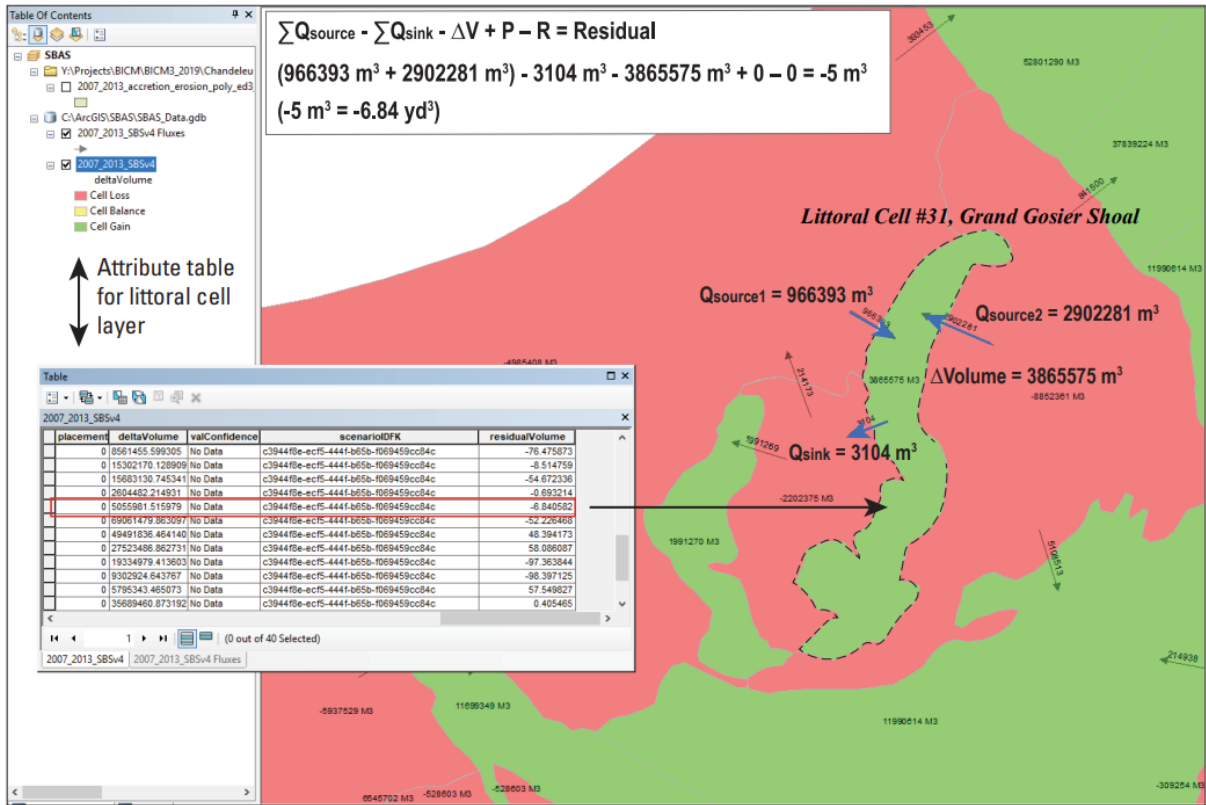 Table Of Contents
SBAS
Y:\Projects\BICM\BICM3_2019\Chandeleu
2007_2013_accretion_erosion_poly_ed3_
C:\ArcGIS\SBAS\SBAS_Data.gdb
2007_2013_SBSv4 Fluxes
2007_2013_SBSv4
deltaVolume
Cell Loss
Cell Balance
Cell Gain
Attribute table
for littoral cell
layer
∑Qsource - ∑Qsink - ΔV + P – R = Residual
(966393 m³ + 2902281 m³) - 3104 m³ - 3865575 m³ + 0 – 0 = -5 m³
(-5 m³ = -6.84 yd³)
393453
52801290 M3
37839224 M3
841500
Littoral Cell #31, Grand Gosier Shoal
11990614 M3
Qsource1 = 966393 m³
966393
2902281
Qsource2 = 2902281 m³
-4985408 M3
214173
3865575 M3
ΔVolume = 3865575 m³
-8852361 M3
3104
1991269
Qsink = 3104 m³
-2202375 M3
1991270 M3
5108513
214938
11699349 M3
-5937529 M3
11990614 M3
6545702 M3
-528603 M3
-528603 M3
-309254 M3
Table
2007_2013_SBSv4
placement deltaVolume valConfidence scenarioIDFK residualVolume
0 8561455.599305 No Data c3944f8e-ecf5-444f-b65b-f069459cc84c -76.475873
0 15302170.128909 No Data c3944f8e-ecf5-444f-b65b-f069459cc84c -8.514759
0 15683130.745341 No Data c3944f8e-ecf5-444f-b65b-f069459cc84c -54.672336
0 2604482.214931 No Data c3944f8e-ecf5-444f-b65b-f069459cc84c -0.693214
0 5055981.515979 No Data c3944f8e-ecf5-444f-b65b-f069459cc84c -6.840582
0 69061479.863097 No Data c3944f8e-ecf5-444f-b65b-f069459cc84c -52.226468
0 49491836.464140 No Data c3944f8e-ecf5-444f-b65b-f069459cc84c 48.394173
0 27523486.862731 No Data c3944f8e-ecf5-444f-b65b-f069459cc84c 58.086087
0 19334979.413603 No Data c3944f8e-ecf5-444f-b65b-f069459cc84c -97.363844
0 9302924.643767 No Data c3944f8e-ecf5-444f-b65b-f069459cc84c -98.397125
0 5795343.465073 No Data c3944f8e-ecf5-444f-b65b-f069459cc84c 57.549827
0 35689460.873192 No Data c3944f8e-ecf5-444f-b65b-f069459cc84c 0.405465
1 (0 out of 40 Selected)
2007_2013_SBSv4 2007_2013_SBSv4 Fluxes